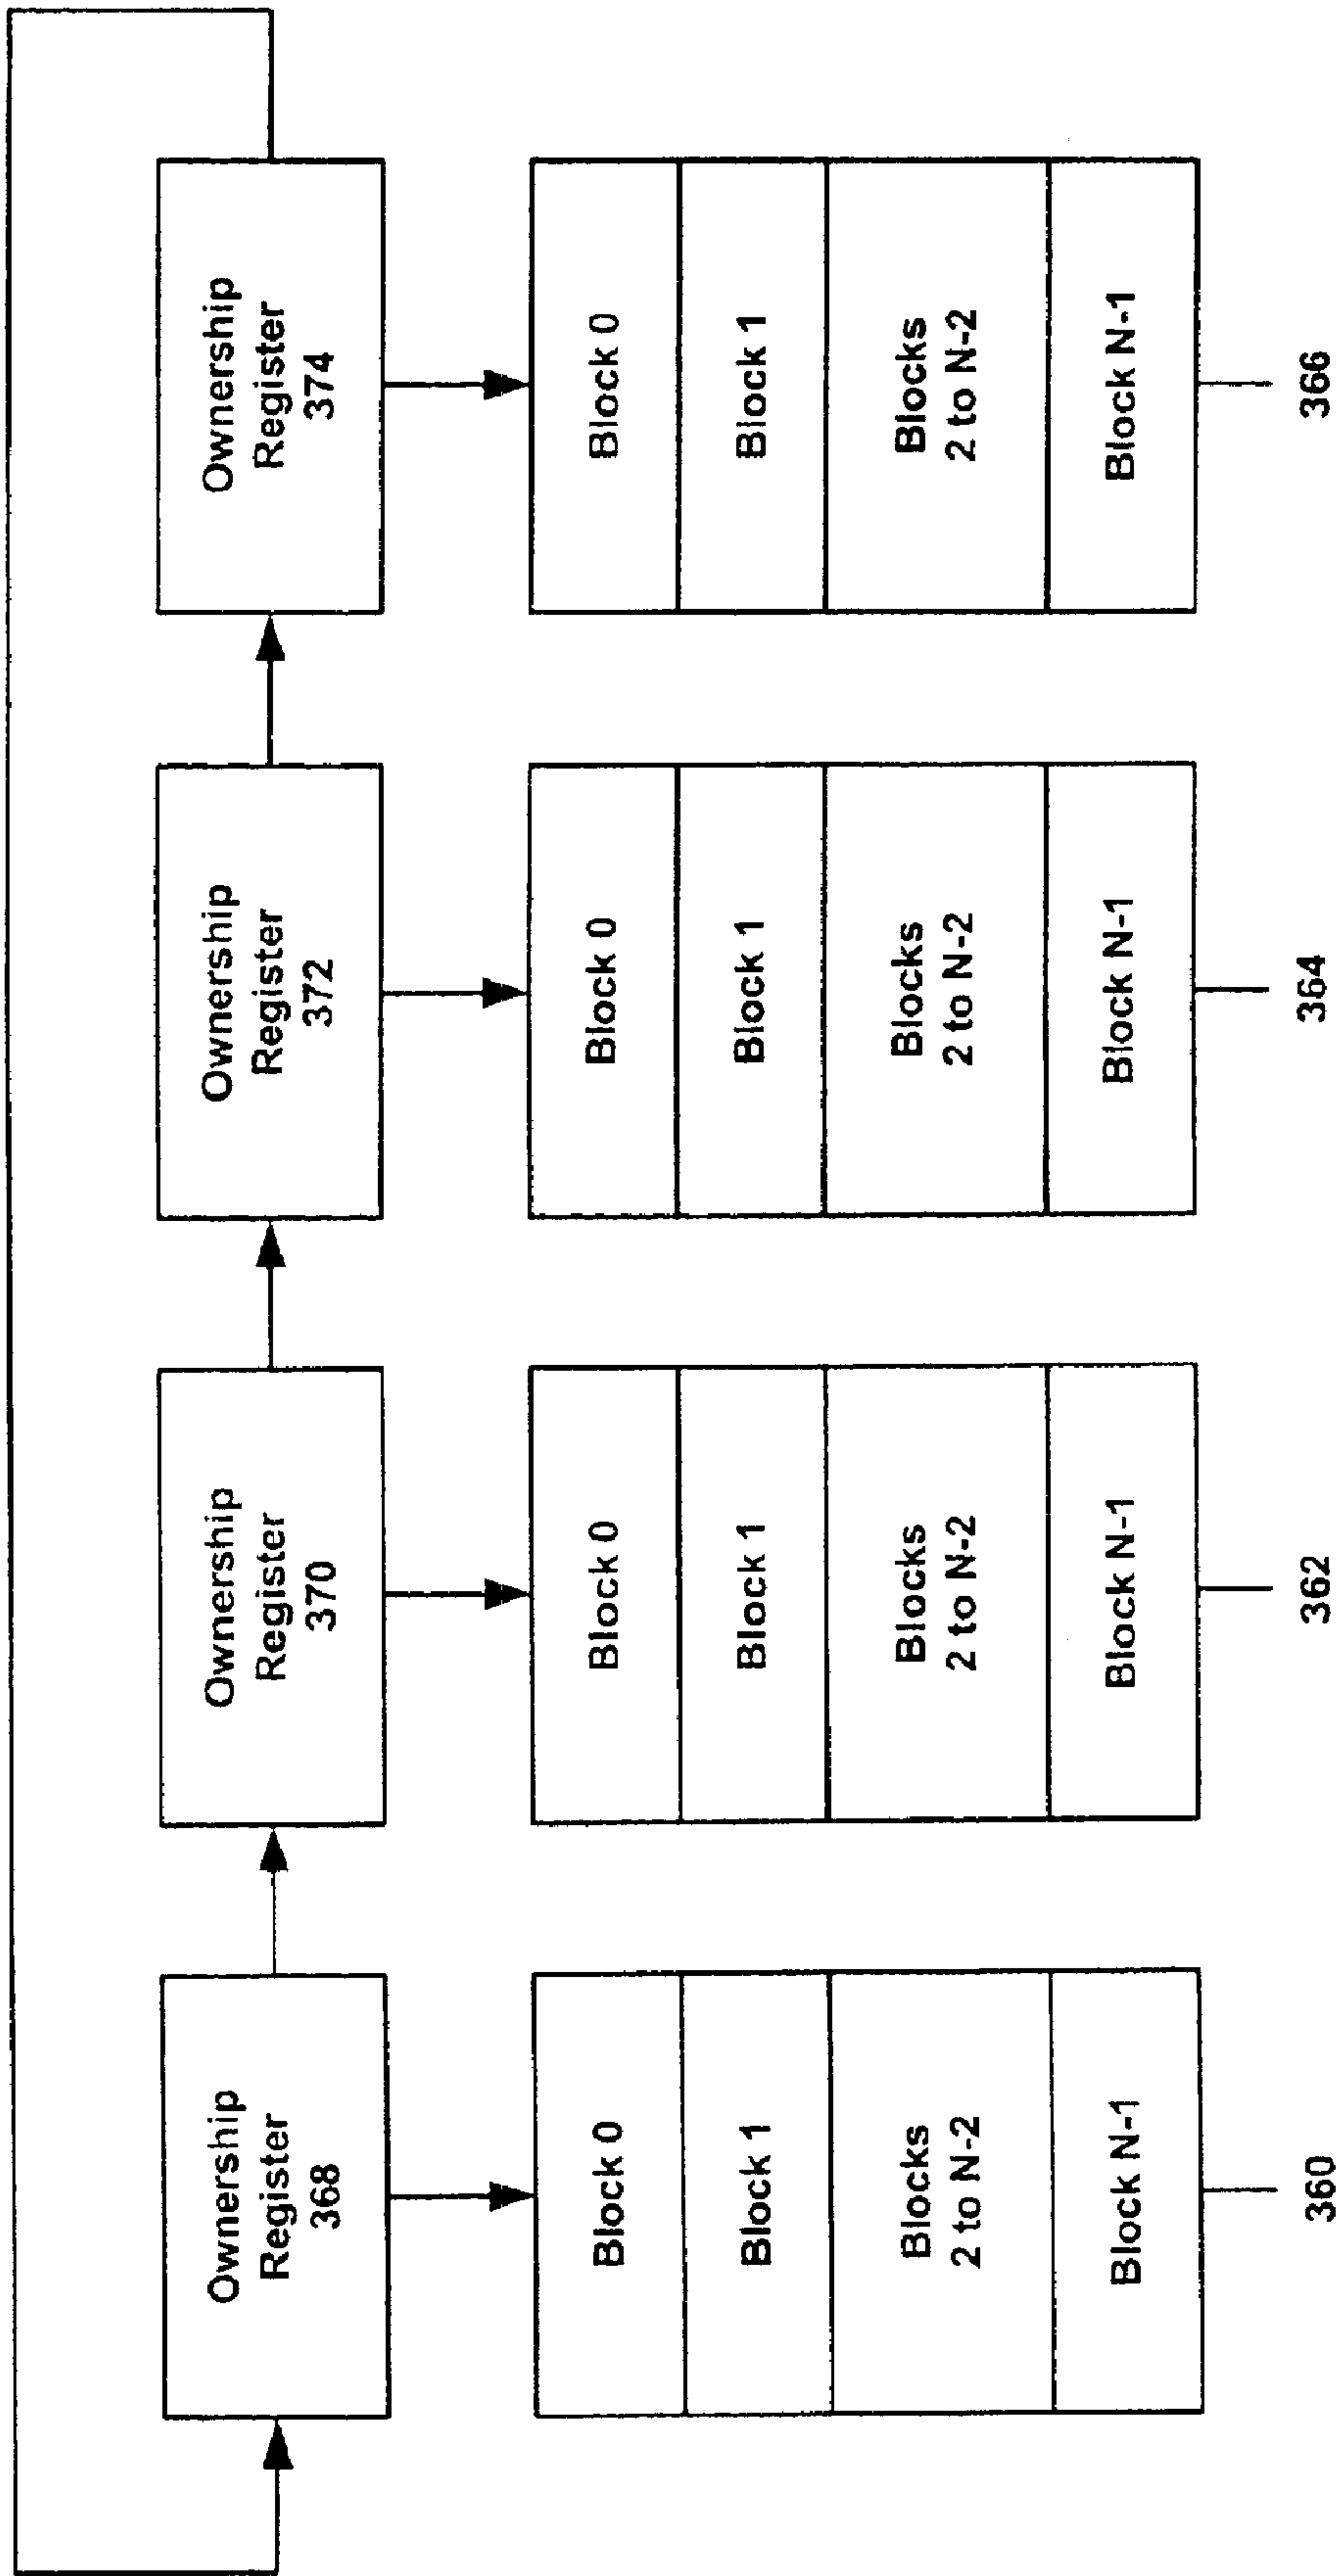 Ownership
Register
368
Ownership
Register
370
Ownership
Register
372
Ownership
Register
374
Block 0
Block 1
Blocks
2 to N-2
Block N-1
360
Block 0
Block 1
Blocks
2 to N-2
Block N-1
362
Block 0
Block 1
Blocks
2 to N-2
Block N-1
364
Block 0
Block 1
Blocks
2 to N-2
Block N-1
366